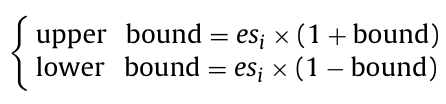 upper bound = es_i × (1 + bound)
lower bound = es_i × (1 − bound)